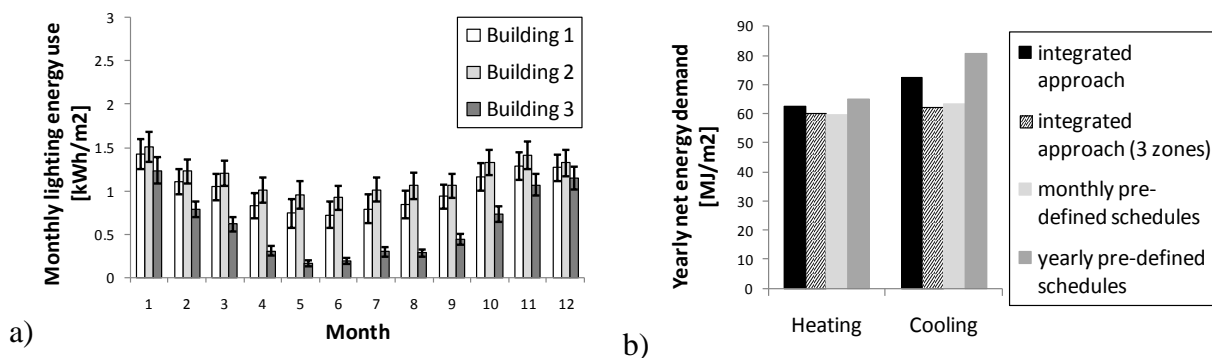 Monthly lighting energy use
[kWh/m2]
3
2.5
2
1.5
1
0.5
0
Building 1
Building 2
Building 3
1 2 3 4 5 6 7 8 9 10 11 12
Month
a)
Yearly net energy demand
[MJ/m2]
90
80
70
60
50
40
30
20
10
0
Heating Cooling
integrated
approach
integrated
approach (3 zones)
monthly pre-
defined schedules
yearly pre-defined
schedules
b)